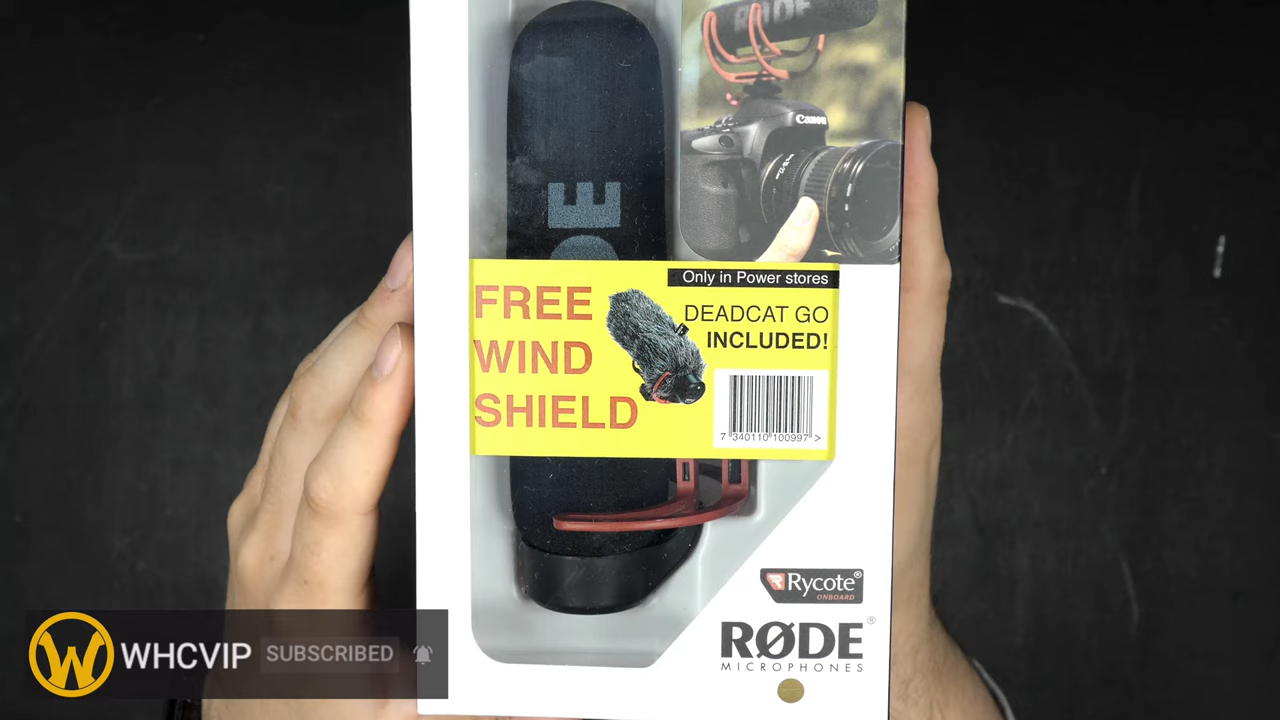 RØDE
Canon
DE
Only in Power stores
FREE
WIND
SHIELD
DEADCAT GO
INCLUDED!
7 340110 100997 >
Rycote®
ONBOARD
RØDE®
MICROPHONES
WHCVIP
SUBSCRIBED